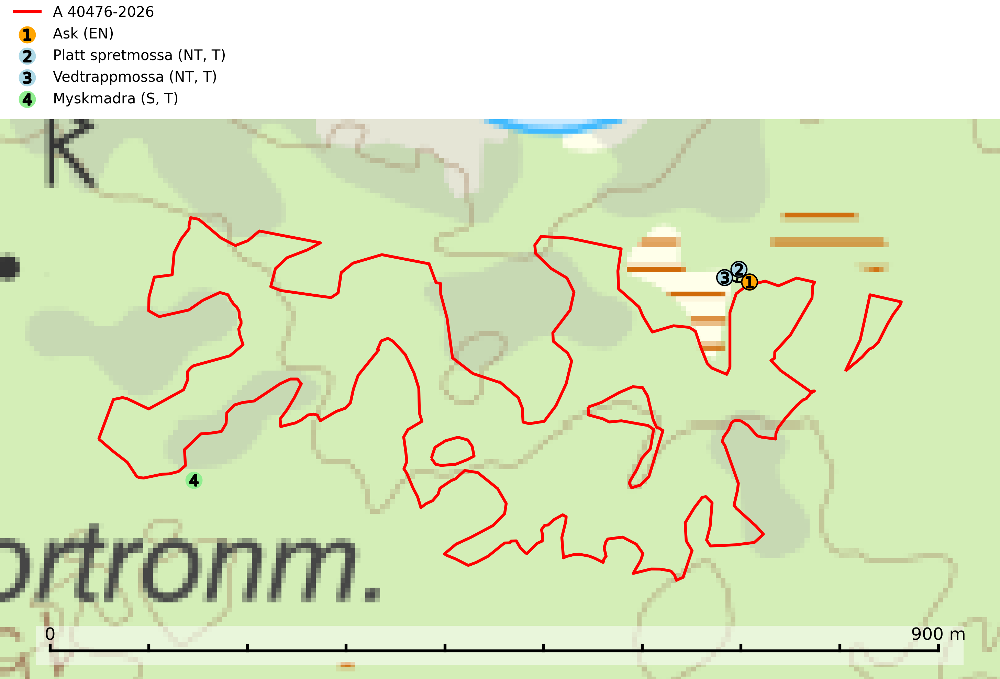 A 40476-2026
1 Ask (EN)
2 Platt spretmossa (NT, T)
3 Vedtrappmossa (NT, T)
4 Myskmadra (S, T)
k
2
3
1
4
ortronm.
0
900 m